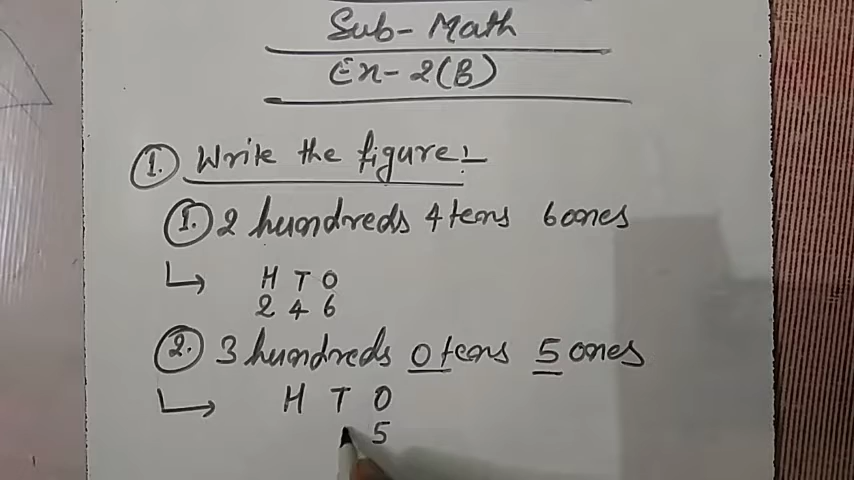 Sub- Math
Ex- 2(B)
1. Write the figure:-
1. 2 hundreds 4 tens 6 ones
H T O
2 4 6
2. 3 hundreds 0 tens 5 ones
H T O
5